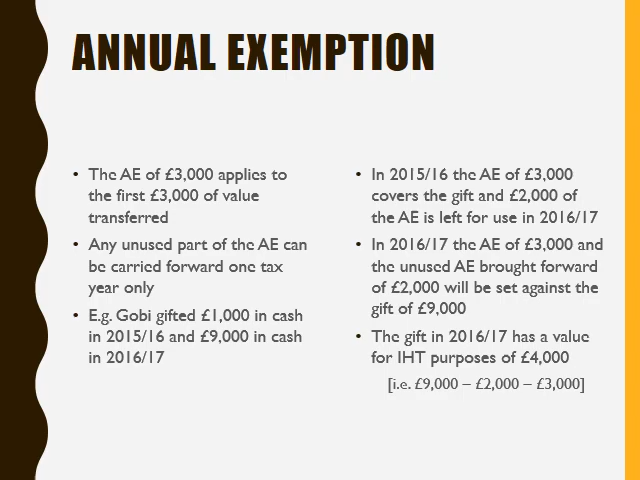 ANNUAL EXEMPTION
• The AE of £3,000 applies to
the first £3,000 of value
transferred
• Any unused part of the AE can
be carried forward one tax
year only
• E.g. Gobi gifted £1,000 in cash
in 2015/16 and £9,000 in cash
in 2016/17
• In 2015/16 the AE of £3,000
covers the gift and £2,000 of
the AE is left for use in 2016/17
• In 2016/17 the AE of £3,000 and
the unused AE brought forward
of £2,000 will be set against the
gift of £9,000
• The gift in 2016/17 has a value
for IHT purposes of £4,000
[i.e. £9,000 – £2,000 – £3,000]